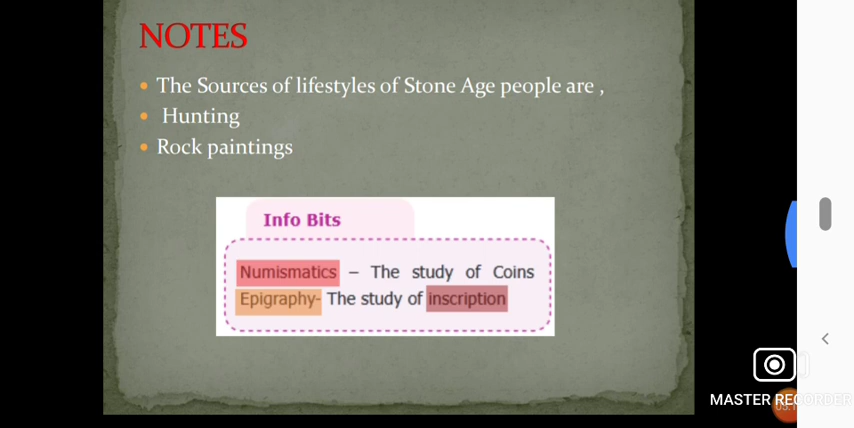 NOTES
The Sources of lifestyles of Stone Age people are ,
Hunting
Rock paintings
Info Bits
Numismatics – The study of Coins
Epigraphy- The study of inscription
MASTER RECORDER